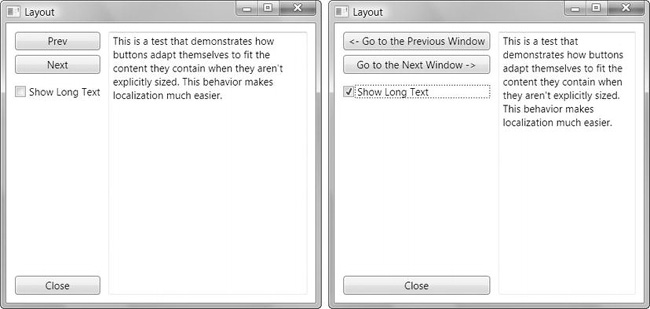 Layout
Prev
Next
Show Long Text
Close
This is a test that demonstrates how
buttons adapt themselves to fit the
content they contain when they aren't
explicitly sized. This behavior makes
localization much easier.
Layout
<- Go to the Previous Window
Go to the Next Window ->
Show Long Text
Close
This is a test that
demonstrates how buttons
adapt themselves to fit the
content they contain when
they aren't explicitly sized.
This behavior makes
localization much easier.